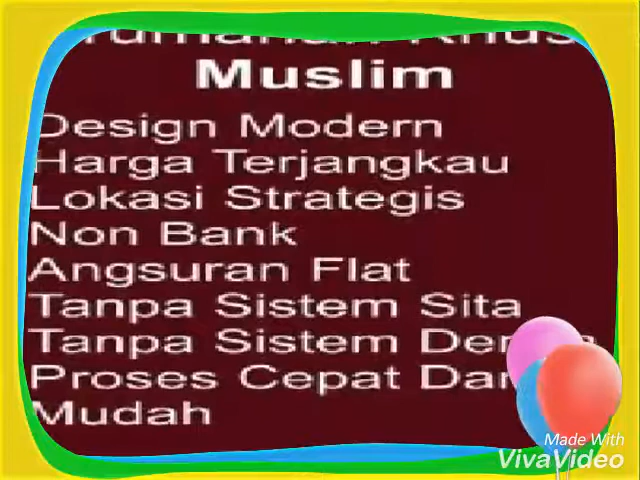 Muslim
Design Modern
Harga Terjangkau
Lokasi Strategis
Non Bank
Angsuran Flat
Tanpa Sistem Sita
Tanpa Sistem
Proses Cepat Dan
Mudah
Made With
VivaVideo